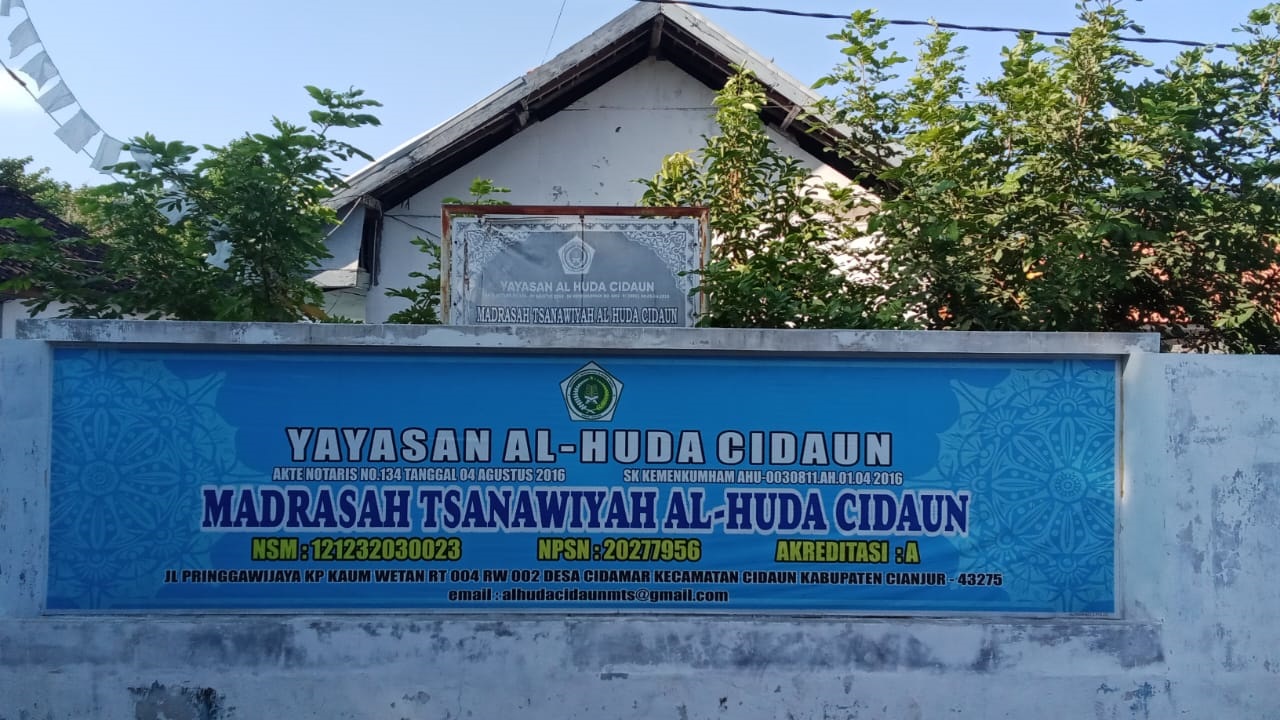 YAYASAN AL HUDA CIDAUN
MADRASAH TSANAWIYAH AL HUDA CIDAUN
YAYASAN AL-HUDA CIDAUN
AKTE NOTARIS NO.134 TANGGAL 04 AGUSTUS 2016 SK KEMENKUMHAM AHU-0030811.AH.01.04 2016
MADRASAH TSANAWIYAH AL-HUDA CIDAUN
NSM : 121232030023 NPSN : 20277956 AKREDITASI : A
JL PRINGGAWIJAYA KP KAUM WETAN RT 004 RW 002 DESA CIDAMAR KECAMATAN CIDAUN KABUPATEN CIANJUR - 43275
email : alhudacidaunmts@gmail.com